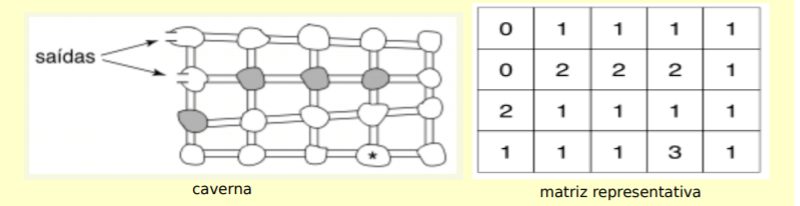 saídas
*
caverna
0 1 1 1 1
0 2 2 2 1
2 1 1 1 1
1 1 1 3 1
matriz representativa